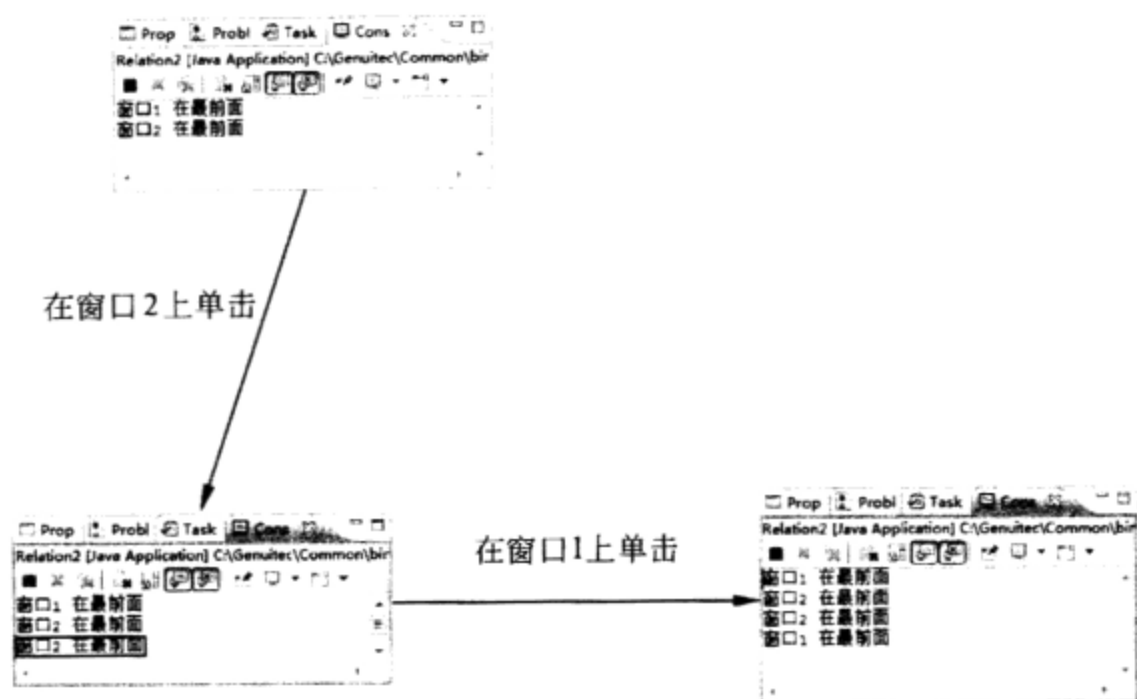 Prop Probl Task Cons
Relation2 [Java Application] C:\Genuitec\Common\bin
窗口1 在最前面
窗口2 在最前面
在窗口2上单击
Prop Probl Task Cons
Relation2 [Java Application] C:\Genuitec\Common\bin
窗口1 在最前面
窗口2 在最前面
窗口2 在最前面
在窗口1上单击
Prop Probl Task Cons
Relation2 [Java Application] C:\Genuitec\Common\bin
窗口1 在最前面
窗口2 在最前面
窗口2 在最前面
窗口1 在最前面